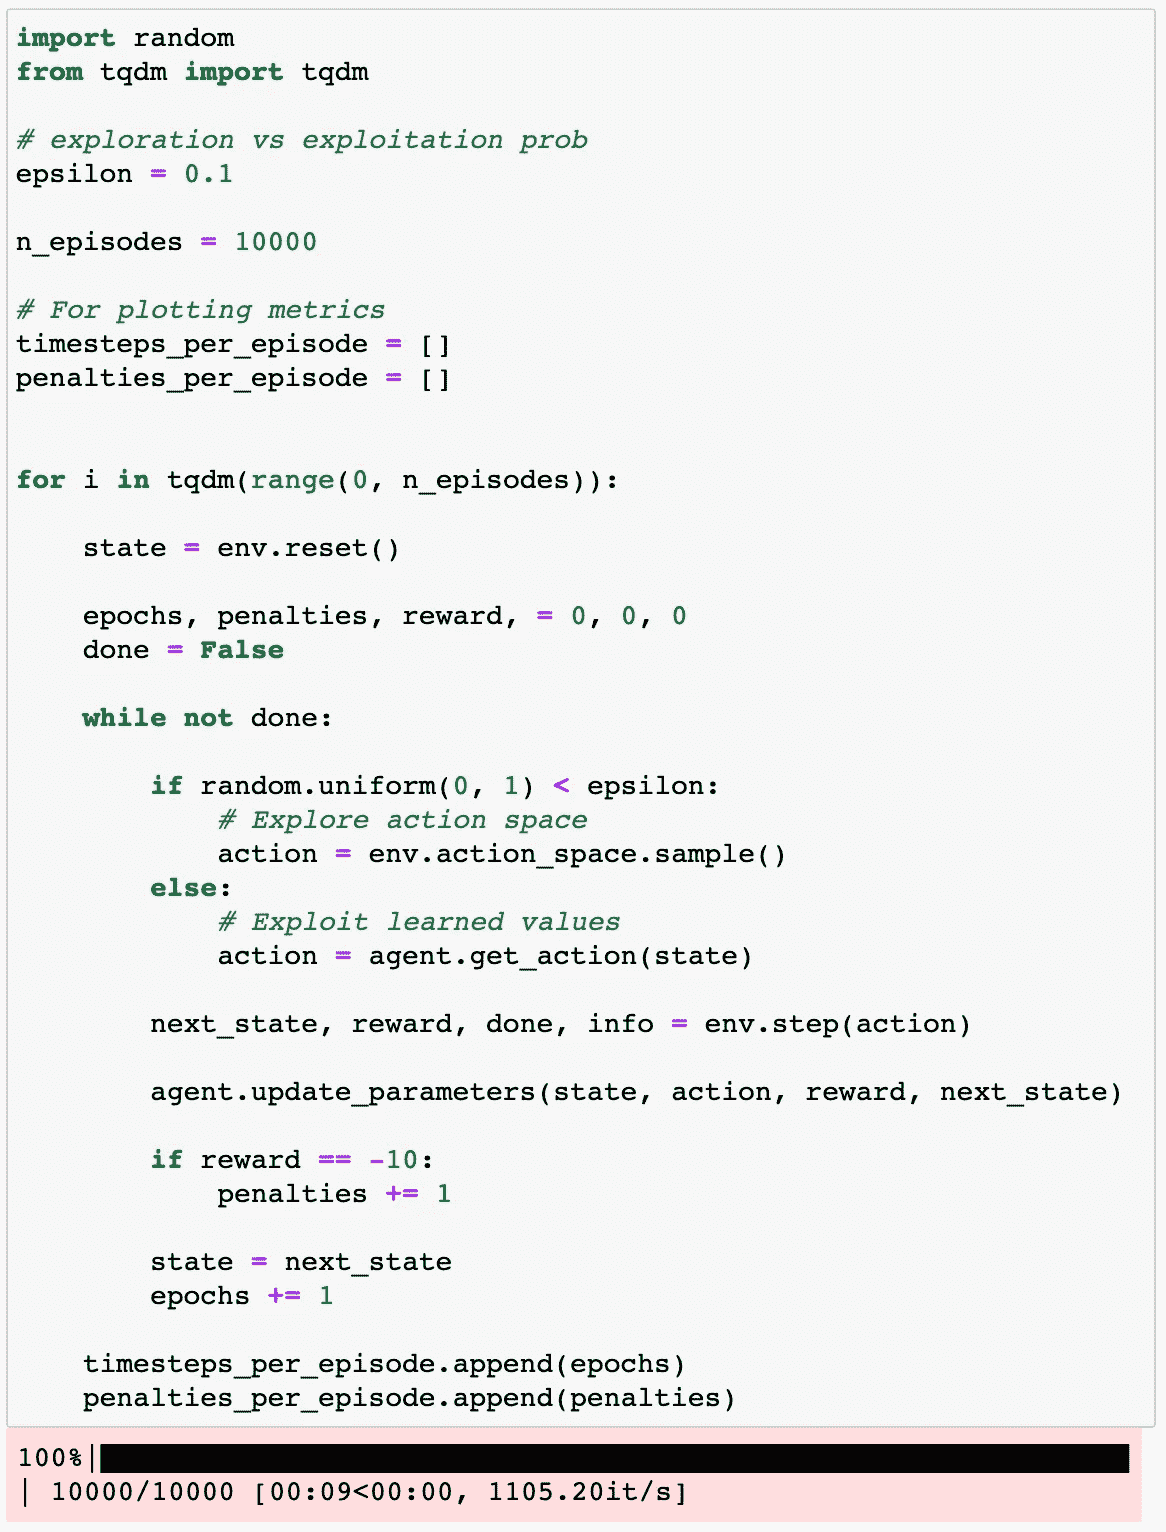 import random
from tqdm import tqdm
# exploration vs exploitation prob
epsilon = 0.1
n_episodes = 10000
# For plotting metrics
timesteps_per_episode = []
penalties_per_episode = []
for i in tqdm(range(0, n_episodes)):
    state = env.reset()
    epochs, penalties, reward, = 0, 0, 0
    done = False
    while not done:
        if random.uniform(0, 1) < epsilon:
            # Explore action space
            action = env.action_space.sample()
        else:
            # Exploit learned values
            action = agent.get_action(state)
        next_state, reward, done, info = env.step(action)
        agent.update_parameters(state, action, reward, next_state)
        if reward == -10:
            penalties += 1
        state = next_state
        epochs += 1
    timesteps_per_episode.append(epochs)
    penalties_per_episode.append(penalties)
100%|
| 10000/10000 [00:09<00:00, 1105.20it/s]